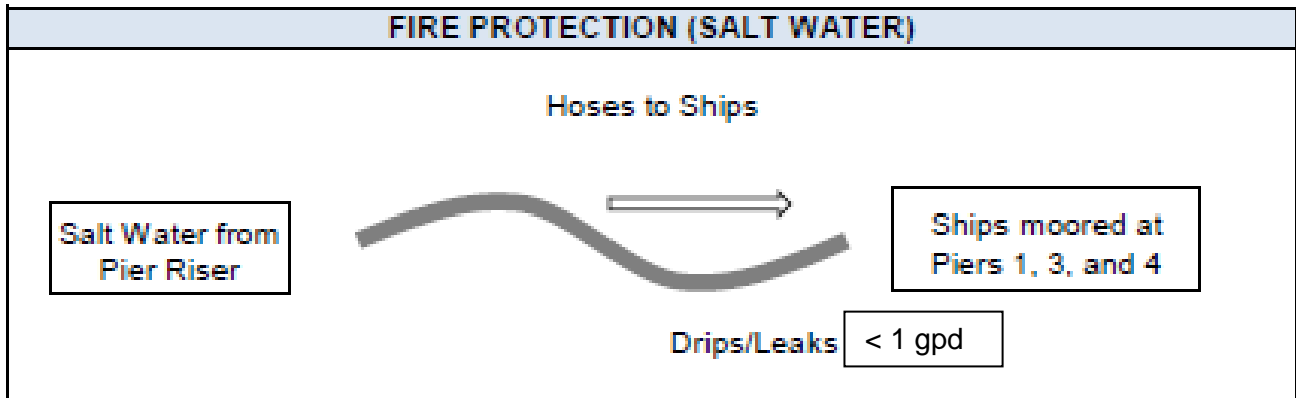 FIRE PROTECTION (SALT WATER)
Hoses to Ships
Salt Water from
Pier Riser
Ships moored at
Piers 1, 3, and 4
Drips/Leaks
< 1 gpd